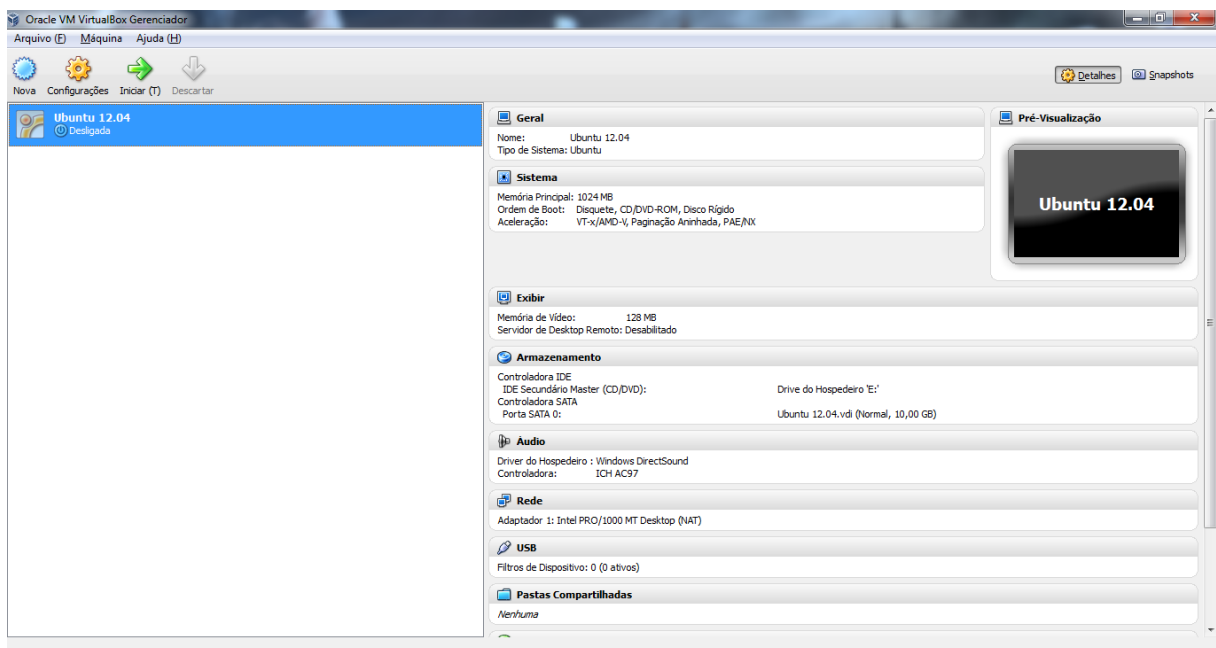 Oracle VM VirtualBox Gerenciador
Arquivo (F) Máquina Ajuda (H)
Nova Configurações Iniciar (T) Descartar
Detalhes Snapshots
Ubuntu 12.04
Desligada
Geral
Nome: Ubuntu 12.04
Tipo de Sistema: Ubuntu
Pré-Visualização
Ubuntu 12.04
Sistema
Memória Principal: 1024 MB
Ordem de Boot: Disquete, CD/DVD-ROM, Disco Rígido
Aceleração: VT-x/AMD-V, Paginação Aninhada, PAE/NX
Exibir
Memória de Vídeo: 128 MB
Servidor de Desktop Remoto: Desabilitado
Armazenamento
Controladora IDE
IDE Secundário Master (CD/DVD): Drive do Hospedeiro 'E:'
Controladora SATA
Porta SATA 0: Ubuntu 12.04.vdi (Normal, 10,00 GB)
Áudio
Driver do Hospedeiro : Windows DirectSound
Controladora: ICH AC97
Rede
Adaptador 1: Intel PRO/1000 MT Desktop (NAT)
USB
Filtros de Dispositivo: 0 (0 ativos)
Pastas Compartilhadas
Nenhuma